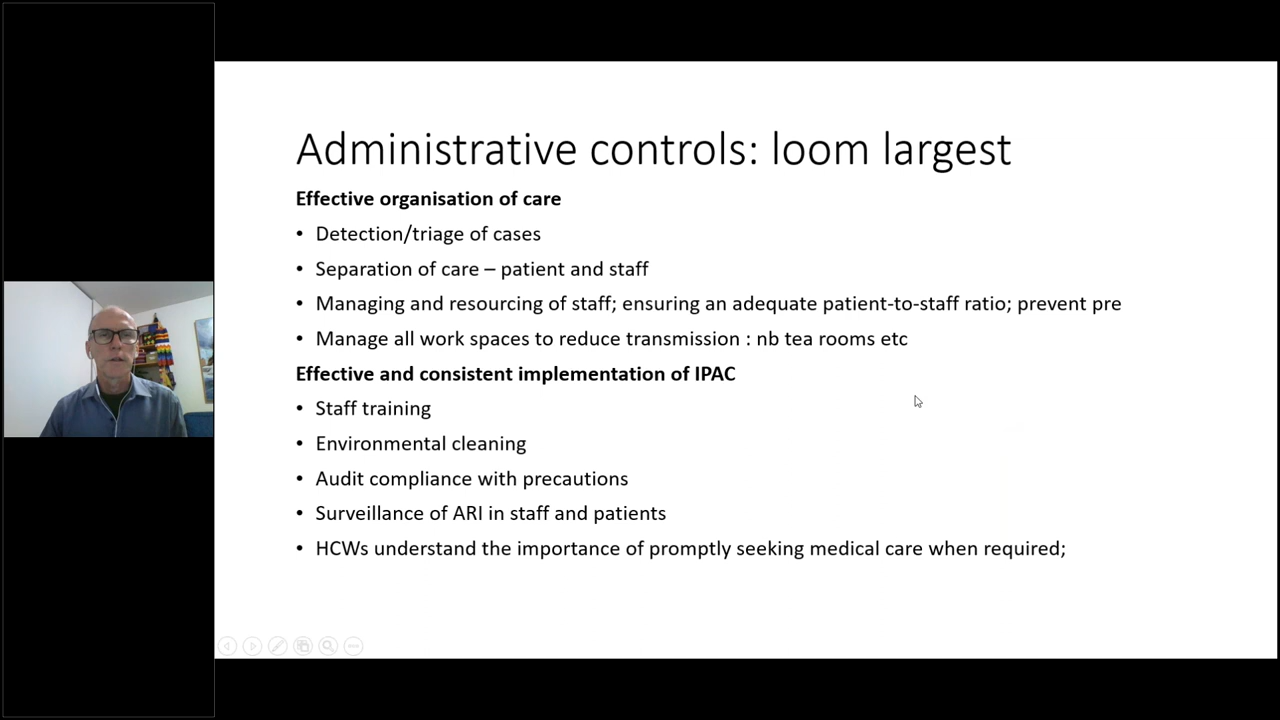 Administrative controls: loom largest
Effective organisation of care
• Detection/triage of cases
• Separation of care – patient and staff
• Managing and resourcing of staff; ensuring an adequate patient-to-staff ratio; prevent pre
• Manage all work spaces to reduce transmission : nb tea rooms etc
Effective and consistent implementation of IPAC
• Staff training
• Environmental cleaning
• Audit compliance with precautions
• Surveillance of ARI in staff and patients
• HCWs understand the importance of promptly seeking medical care when required;